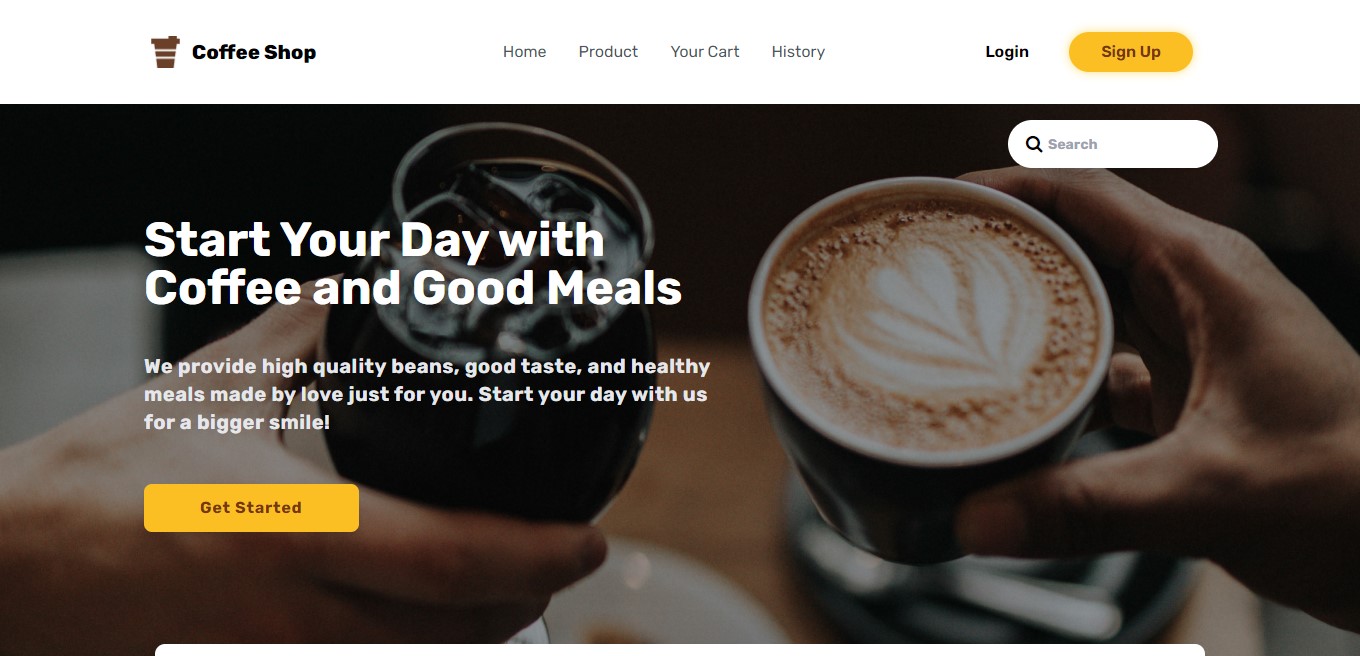 Coffee Shop
Home
Product
Your Cart
History
Login
Sign Up
Search
Start Your Day with
Coffee and Good Meals
We provide high quality beans, good taste, and healthy
meals made by love just for you. Start your day with us
for a bigger smile!
Get Started